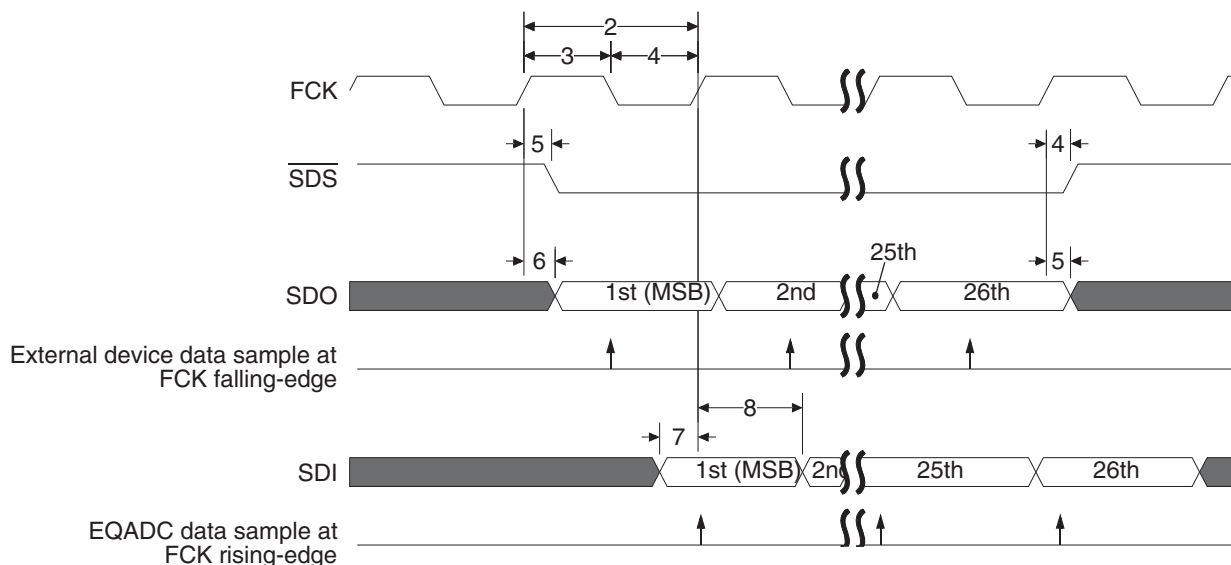 2
3 4
FCK
5 4
SDS
6 25th 5
SDO 1st (MSB) 2nd 26th
External device data sample at
FCK falling-edge
8
7
SDI 1st (MSB) 2nd 25th 26th
EQADC data sample at
FCK rising-edge